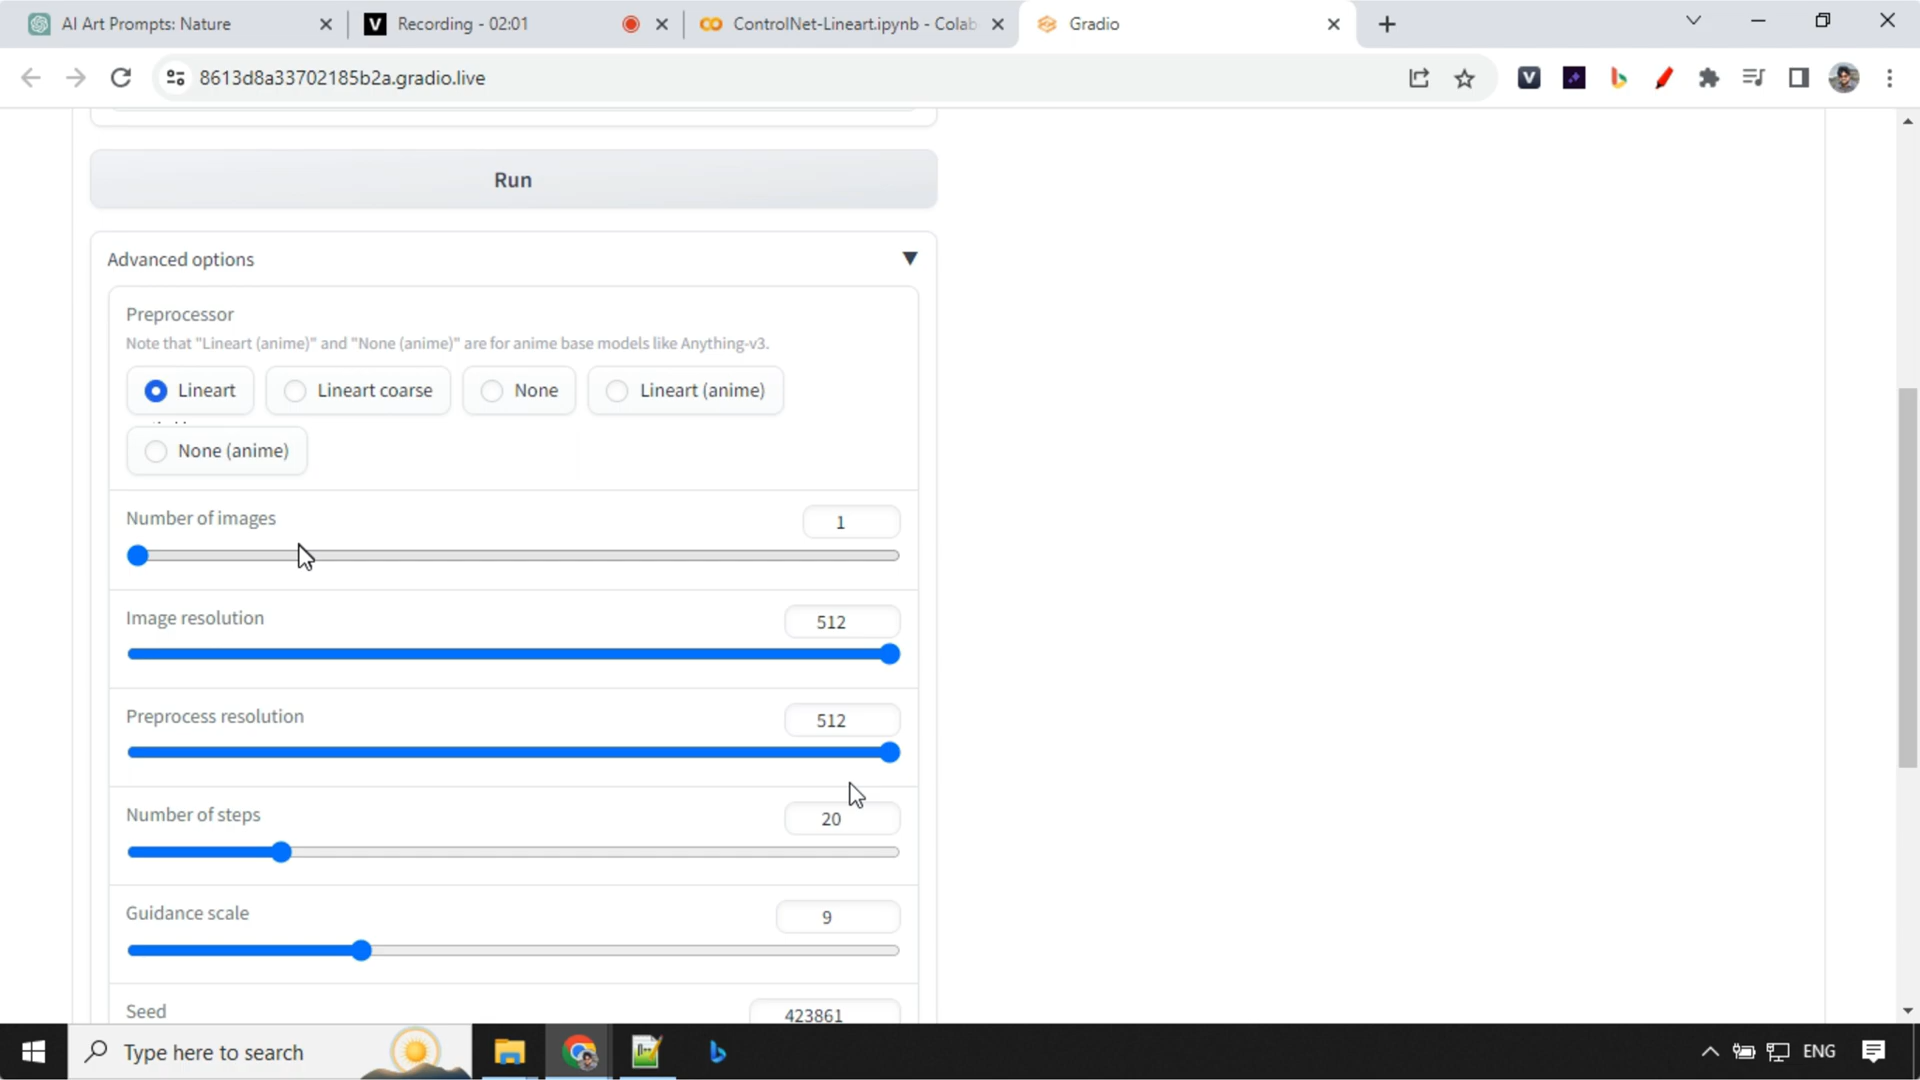 AI Art Prompts: Nature
Recording - 02:01
ControlNet-Lineart.ipynb - Colab
Gradio
8613d8a33702185b2a.gradio.live
Run
Advanced options
Preprocessor
Note that "Lineart (anime)" and "None (anime)" are for anime base models like Anything-v3.
Lineart
Lineart coarse
None
Lineart (anime)
None (anime)
Number of images
1
Image resolution
512
Preprocess resolution
512
Number of steps
20
Guidance scale
9
Seed
423861
Type here to search
ENG